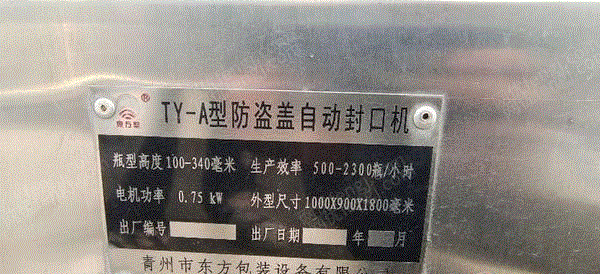 东方牌 ®
TY-A型防盗盖自动封口机
瓶型高度 100-340毫米 生产效率 500-2300瓶/小时
电机功率 0.75 kW 外型尺寸 1000X900X1800毫米
出厂编号 出厂日期 年 月
青州市东方包装设备有限公司